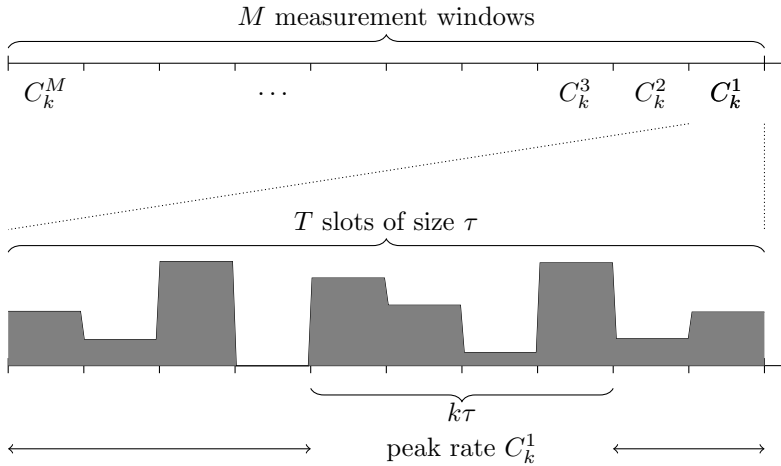 M measurement windows
C_k^M ... C_k^3 C_k^2 C_k^1
T slots of size τ
kτ
peak rate C_k^1